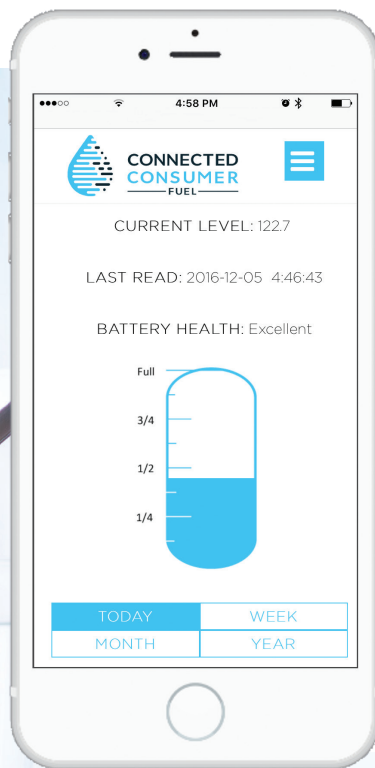 4:58 PM
CONNECTED
CONSUMER
FUEL
CURRENT LEVEL: 122.7
LAST READ: 2016-12-05 4:46:43
BATTERY HEALTH: Excellent
Full
3/4
1/2
1/4
TODAY WEEK
MONTH YEAR